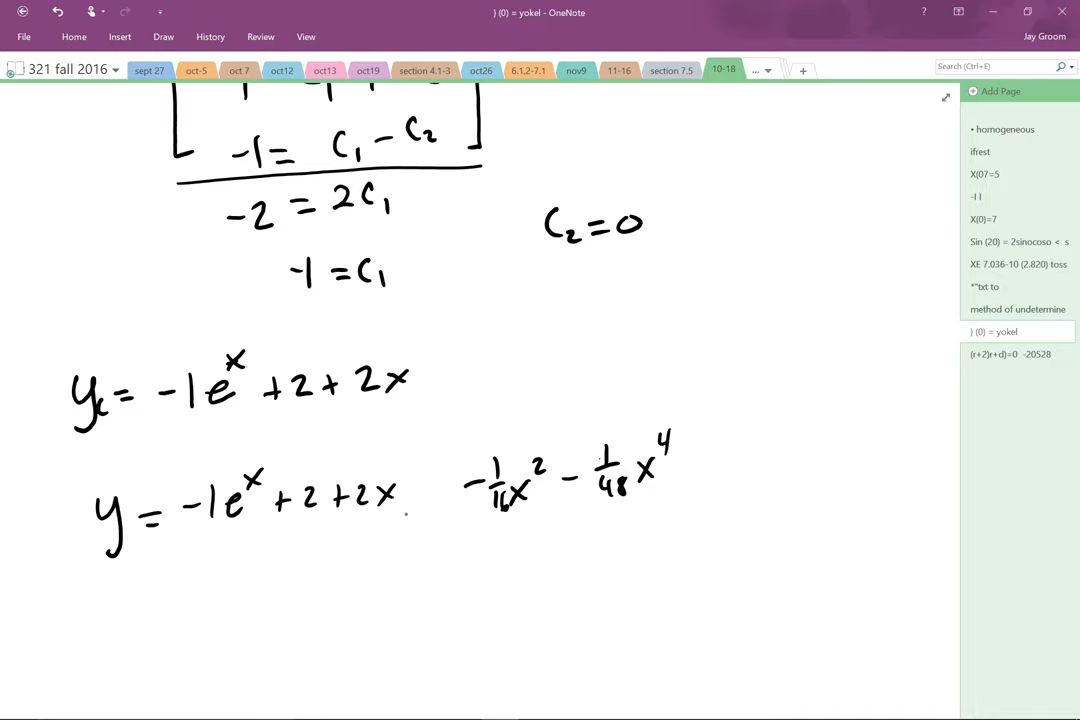 } (0) = yokel - OneNote
File Home Insert Draw History Review View
Jay Groom
321 fall 2016
sept 27 oct-5 oct 7 oct12 oct13 oct19 section 4.1-3 oct26 6.1,2-7.1 nov9 11-16 section 7.5 10-18 ... +
Search (Ctrl+E)
Add Page
• homogeneous
ifrest
X(07=5
-I I
X(0)=7
Sin (20) = 2sinocoso < s
XE 7.036-10 (2.820) toss
*"txt to
method of undetermine
} (0) = yokel
(r+2)r+d)=0 -20528
-1 = C₁ - C₂
-2 = 2C₁
C₂ = 0
-1 = C₁
y_c = -1e^x + 2 + 2x
y = -1e^x + 2 + 2x -1/16 x² - 1/48 x⁴